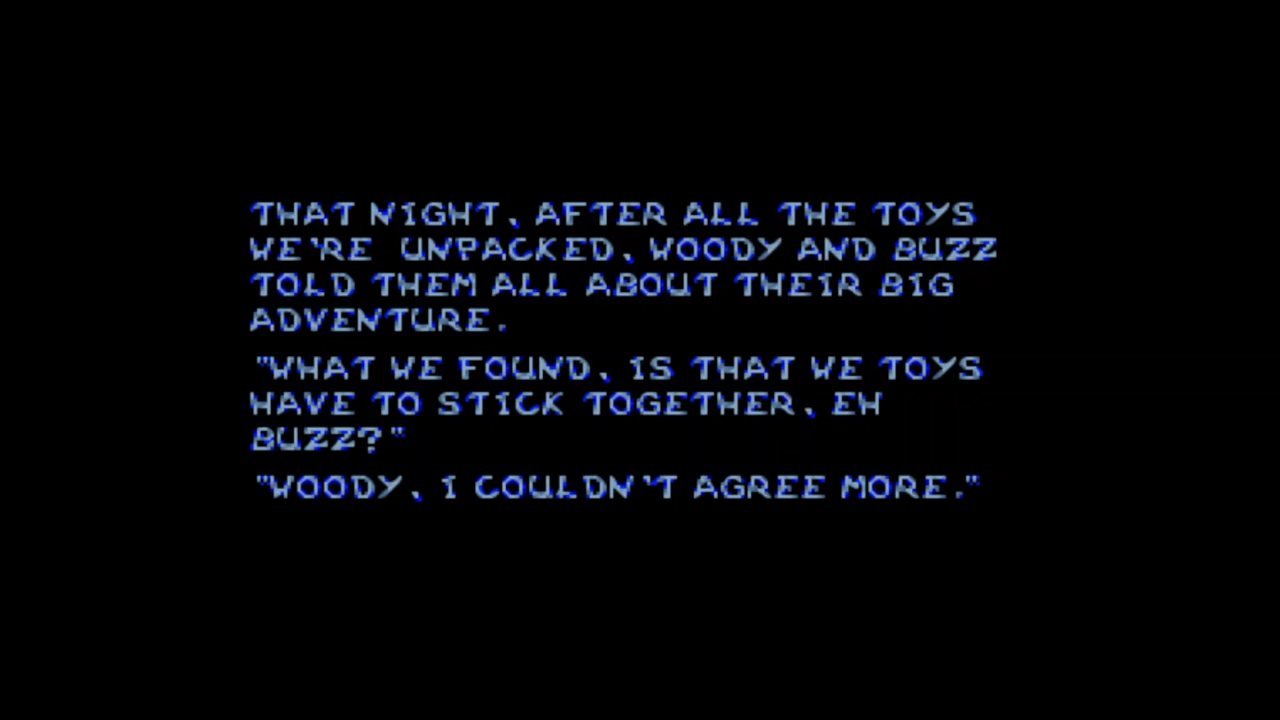 THAT NIGHT, AFTER ALL THE TOYS
WE'RE UNPACKED, WOODY AND BUZZ
TOLD THEM ALL ABOUT THEIR BIG
ADVENTURE.
"WHAT WE FOUND, IS THAT WE TOYS
HAVE TO STICK TOGETHER, EH
BUZZ?"
"WOODY, I COULDN'T AGREE MORE."